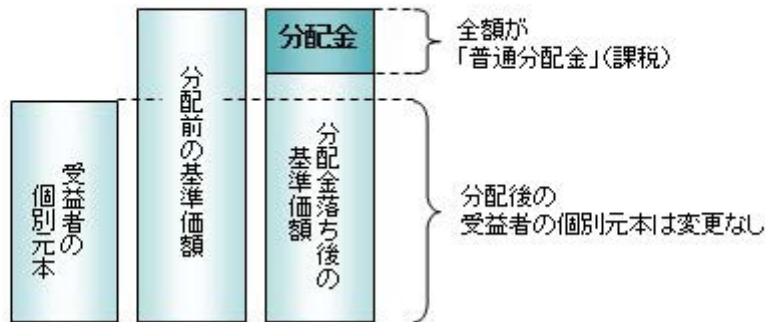 受益者の
個別元本
分配前の基準価額
分配金
分配金落ち後の
基準価額
全額が
「普通分配金」(課税)
分配後の
受益者の個別元本は変更なし